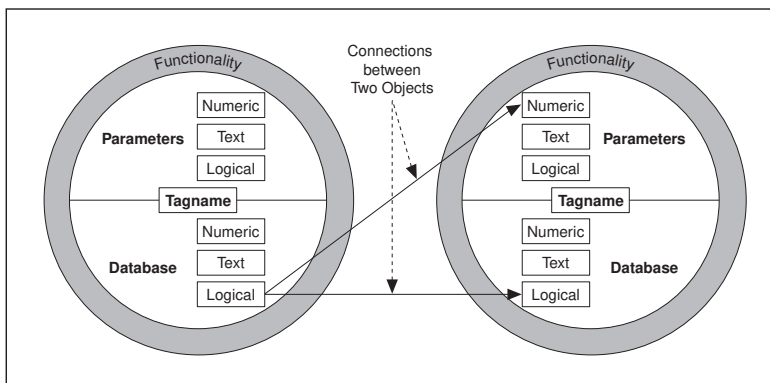 Functionality
Numeric
Parameters
Text
Logical
Tagname
Numeric
Database
Text
Logical
Connections
between
Two Objects
Functionality
Numeric
Text
Parameters
Logical
Tagname
Numeric
Text
Database
Logical